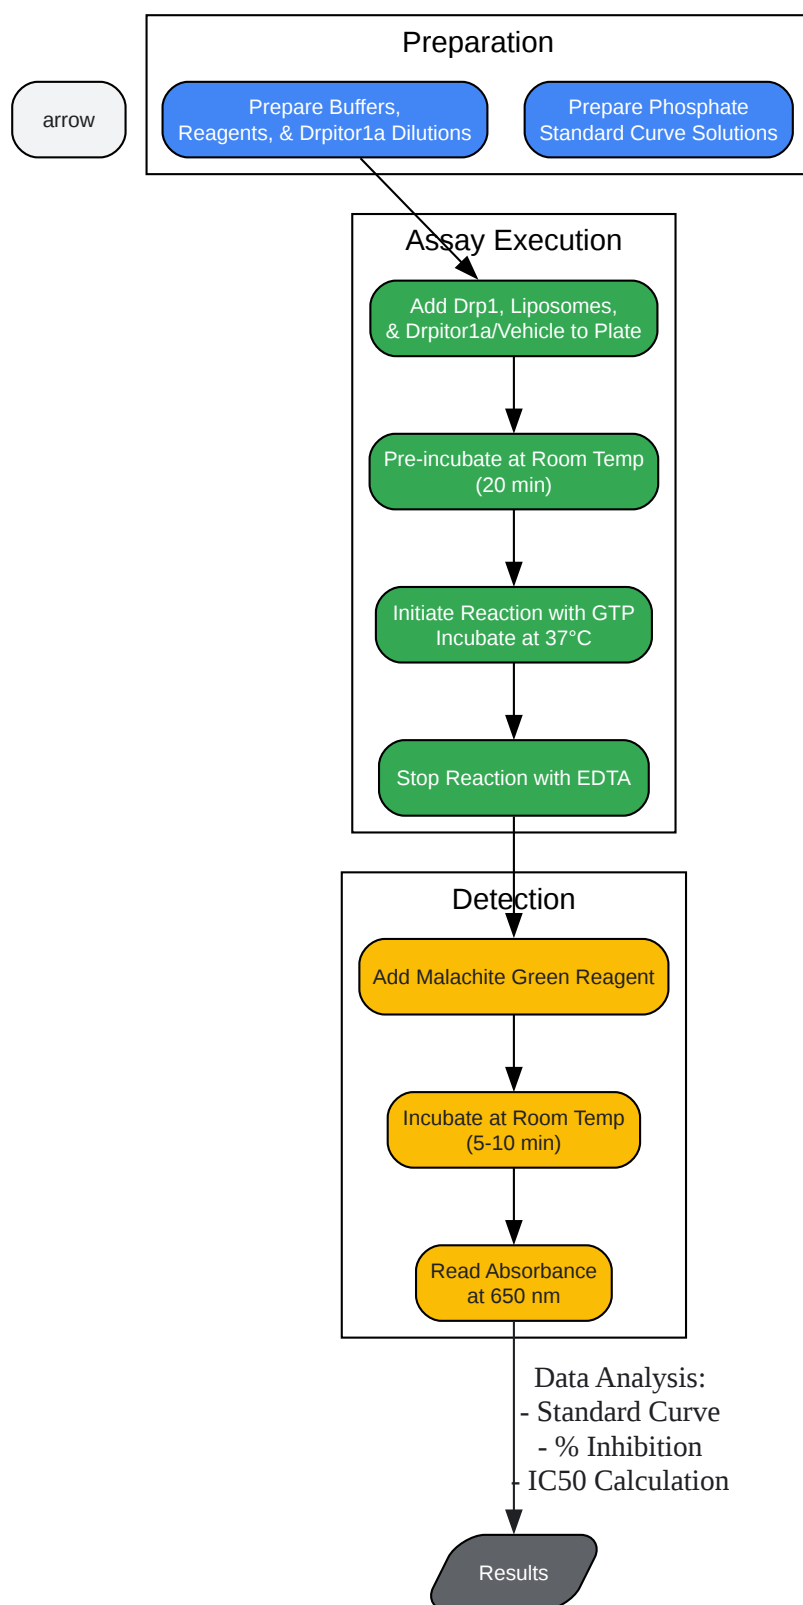 Preparation
arrow
Prepare Buffers,
Reagents, & Drpitor1a Dilutions
Prepare Phosphate
Standard Curve Solutions
Assay Execution
Add Drp1, Liposomes,
& Drpitor1a/Vehicle to Plate
Pre-incubate at Room Temp
(20 min)
Initiate Reaction with GTP
Incubate at 37°C
Stop Reaction with EDTA
Detection
Add Malachite Green Reagent
Incubate at Room Temp
(5-10 min)
Read Absorbance
at 650 nm
Data Analysis:
- Standard Curve
- % Inhibition
- IC50 Calculation
Results